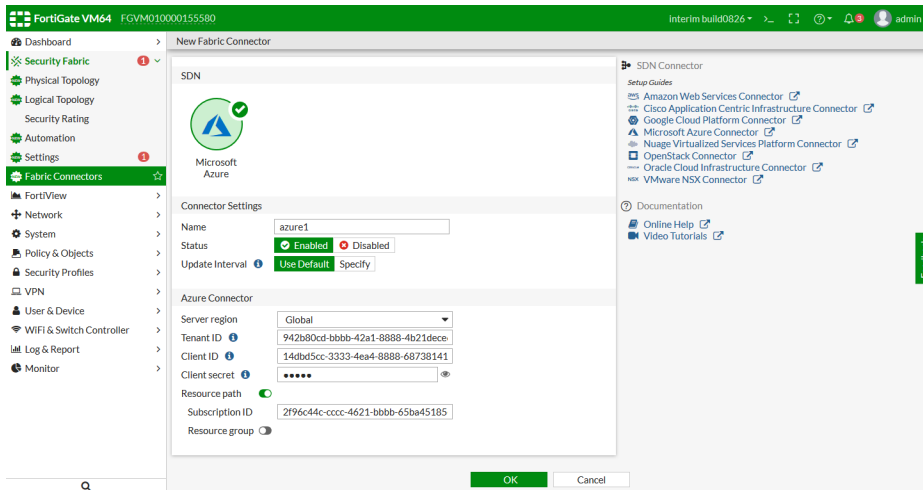 FortiGate VM64 FGVM010000155580
interim build0826 >_ 3 admin
Dashboard
Security Fabric 1
Physical Topology
Logical Topology
Security Rating
Automation
Settings 1
Fabric Connectors
FortiView
Network
System
Policy & Objects
Security Profiles
VPN
User & Device
WiFi & Switch Controller
Log & Report
Monitor
New Fabric Connector
SDN
Microsoft
Azure
Connector Settings
Name azure1
Status Enabled Disabled
Update Interval Use Default Specify
Azure Connector
Server region Global
Tenant ID 942b80cd-bbbb-42a1-8888-4b21dece
Client ID 14dbd5cc-3333-4ea4-8888-68738141
Client secret •••••
Resource path
Subscription ID 2f96c44c-cccc-4621-bbbb-65ba45185
Resource group
OK Cancel
SDN Connector
Setup Guides
aws Amazon Web Services Connector
Cisco Application Centric Infrastructure Connector
Google Cloud Platform Connector
Microsoft Azure Connector
Nuage Virtualized Services Platform Connector
OpenStack Connector
Oracle Cloud Infrastructure Connector
NSX VMware NSX Connector
Documentation
Online Help
Video Tutorials